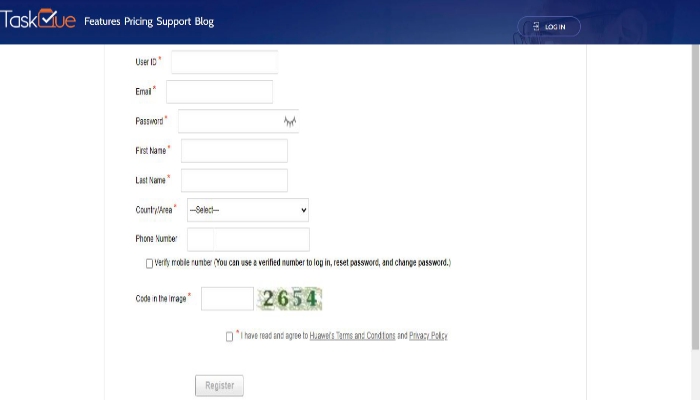 TaskQue Features Pricing Support Blog LOG IN
User ID *
Email *
Password *
First Name *
Last Name *
Country/Area * ---Select---
Phone Number
Verify mobile number (You can use a verified number to log in, reset password, and change password.)
Code in the Image * 2654
* I have read and agree to Huawei's Terms and Conditions and Privacy Policy
Register